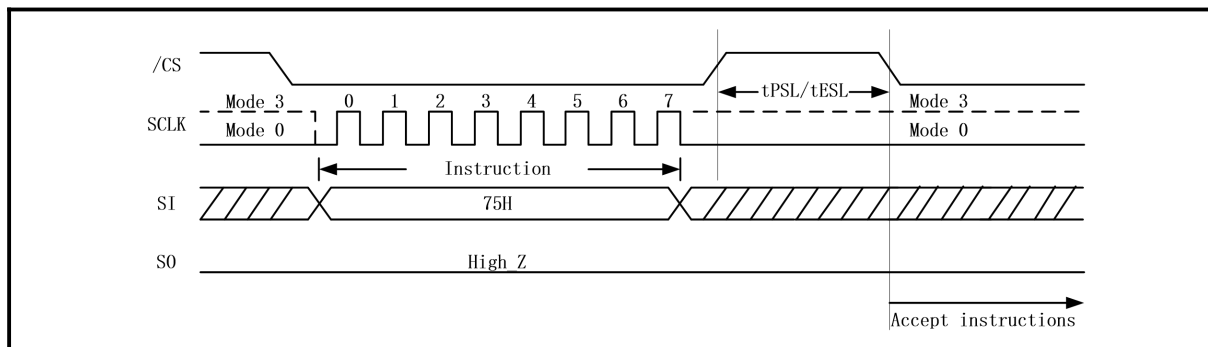 /CS
tPSL/tESL
Mode 3 0 1 2 3 4 5 6 7 Mode 3
SCLK
Mode 0 Mode 0
Instruction
SI 75H
SO High_Z
Accept instructions